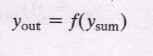 y_out = f(y_sum)